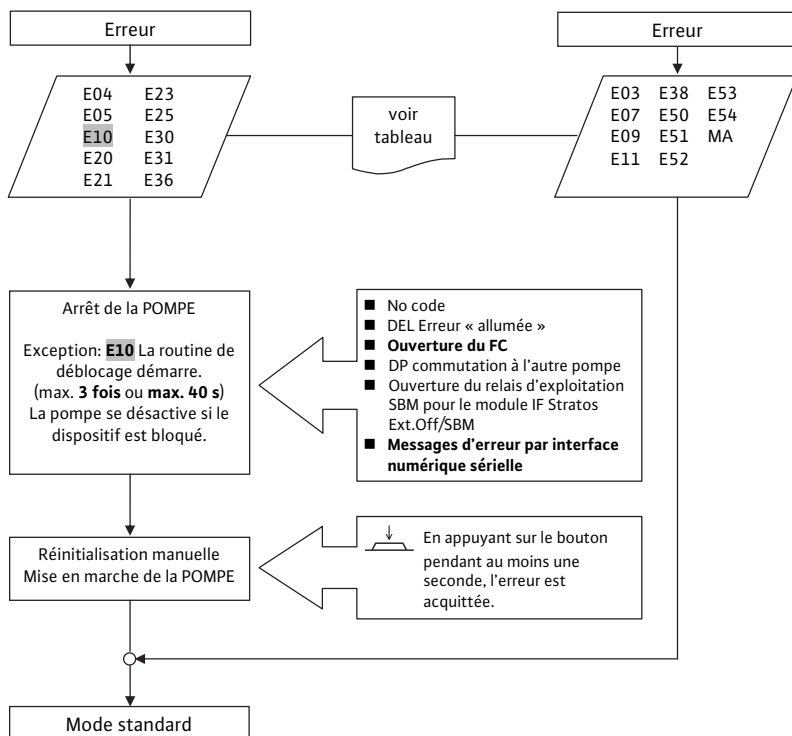 Erreur
E04 E23
E05 E25
E10 E30
E20 E31
E21 E36
voir
tableau
Erreur
E03 E38 E53
E07 E50 E54
E09 E51 MA
E11 E52
Arrêt de la POMPE
Exception: E10 La routine de
déblocage démarre.
(max. 3 fois ou max. 40 s)
La pompe se désactive si le
dispositif est bloqué.
■ No code
■ DEL Erreur « allumée »
■ Ouverture du FC
■ DP commutation à l'autre pompe
■ Ouverture du relais d'exploitation
SBM pour le module IF Stratos
Ext.Off/SBM
■ Messages d'erreur par interface
numérique sérielle
Réinitialisation manuelle
Mise en marche de la POMPE
En appuyant sur le bouton
pendant au moins une
seconde, l'erreur est
acquittée.
Mode standard